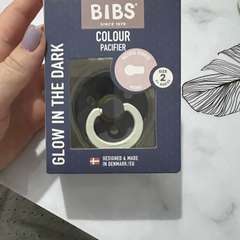 BIBS
SINCE 1978
COLOUR
PACIFIER
GLOW IN THE DARK
SIZE
2
DESIGNED & MADE
IN DENMARK/EU